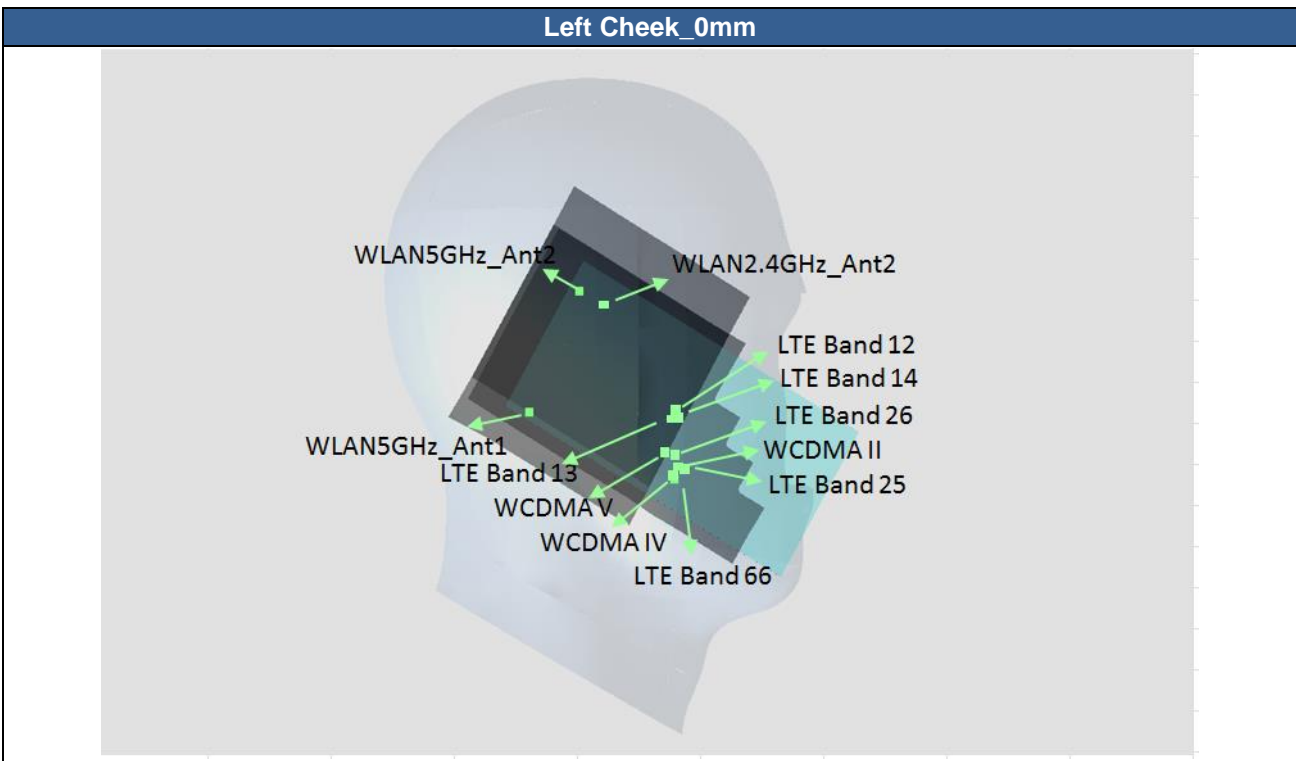 Left Cheek_0mm
WLAN5GHz_Ant2
WLAN2.4GHz_Ant2
LTE Band 12
LTE Band 14
LTE Band 26
WLAN5GHz_Ant1
WCDMA II
LTE Band 13
LTE Band 25
WCDMA V
WCDMA IV
LTE Band 66